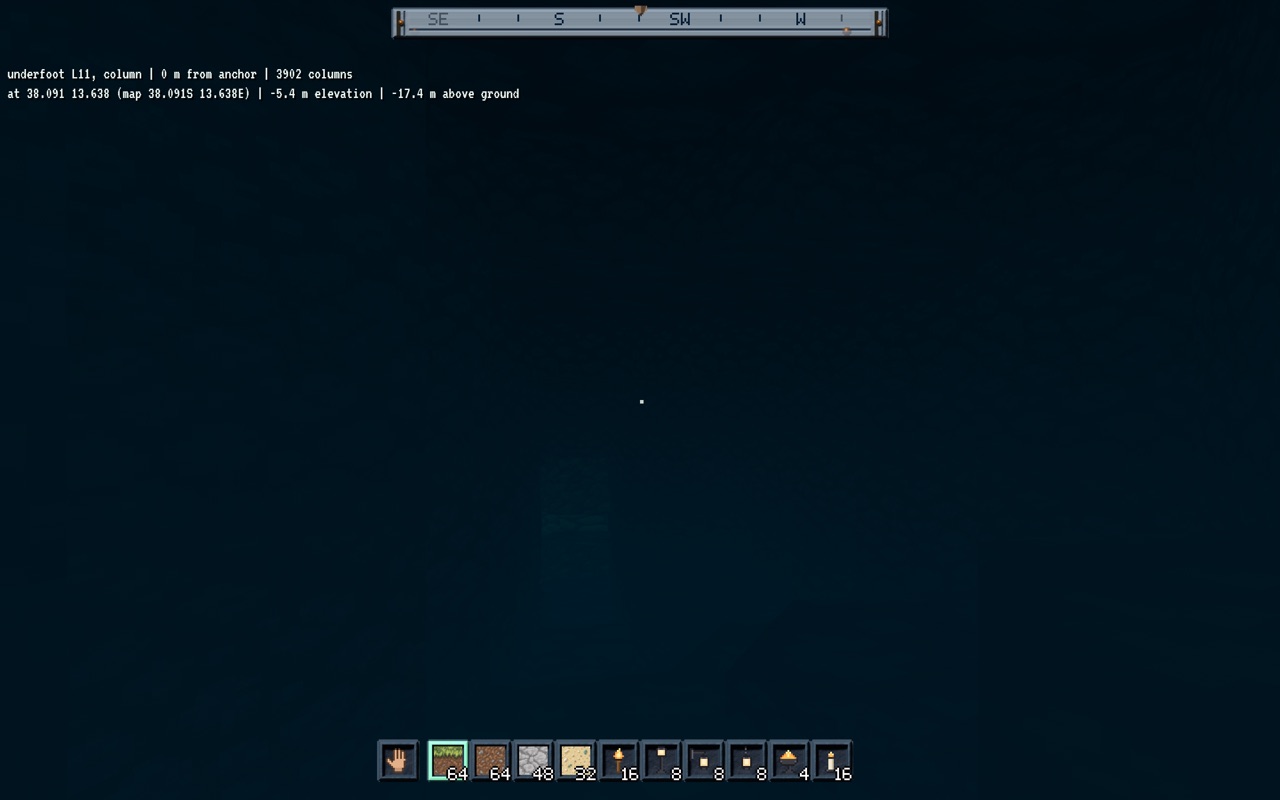 SE S SW W
underfoot L11, column | 0 m from anchor | 3902 columns
at 38.091 13.638 (map 38.091S 13.638E) | -5.4 m elevation | -17.4 m above ground
64 64 48 32 16 8 8 8 4 16